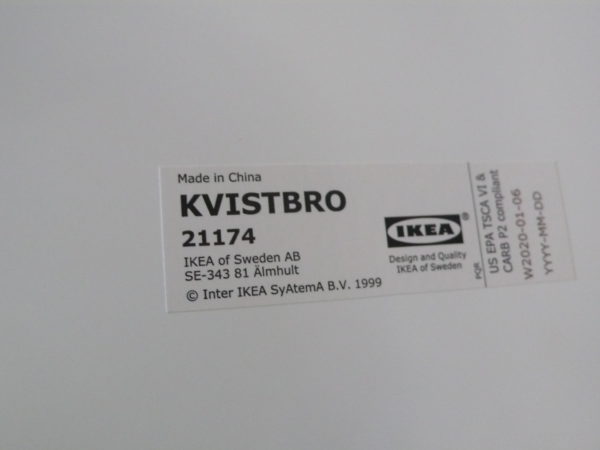 Made in China
KVISTBRO
21174
IKEA of Sweden AB
SE-343 81 Älmhult
© Inter IKEA SyAtemA B.V. 1999
IKEA®
Design and Quality
IKEA of Sweden
PQR
US EPA TSCA VI &
CARB P2 compliant
W2020-01-06
YYYY-MM-DD